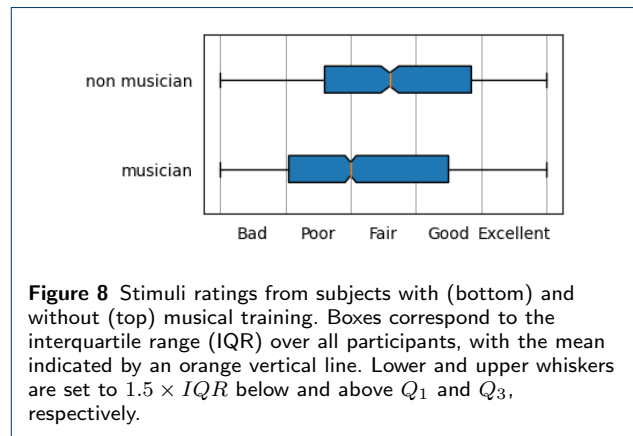 non musician
musician
Bad Poor Fair Good Excellent
Figure 8 Stimuli ratings from subjects with (bottom) and
without (top) musical training. Boxes correspond to the
interquartile range (IQR) over all participants, with the mean
indicated by an orange vertical line. Lower and upper whiskers
are set to 1.5 × IQR below and above Q₁ and Q₃,
respectively.